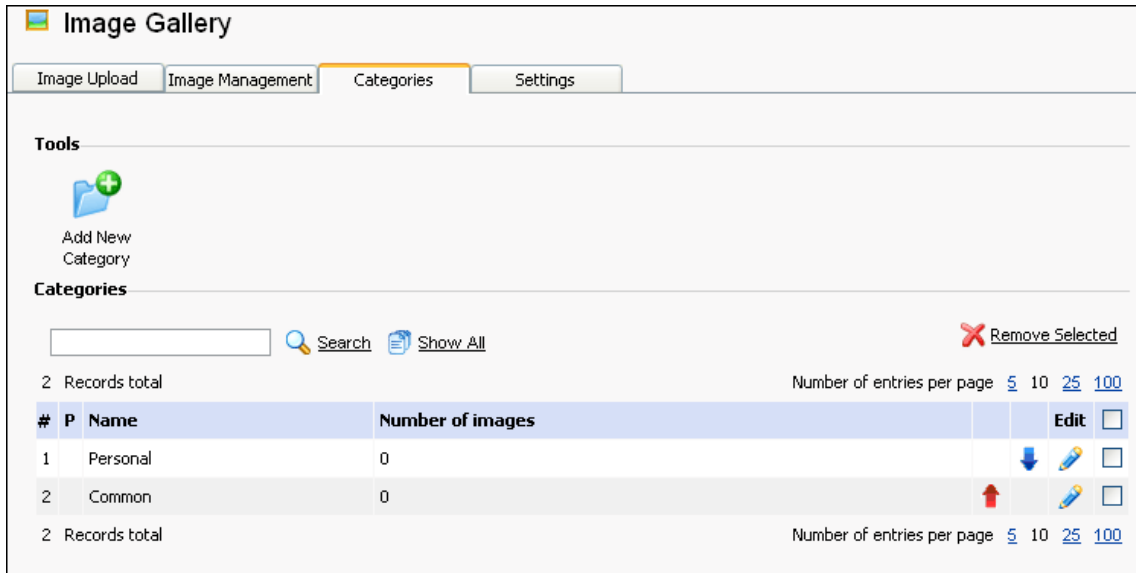 Image Gallery
Image Upload Image Management Categories Settings
Tools
Add New
Category
Categories
Search Show All Remove Selected
2 Records total Number of entries per page 5 10 25 100
# P Name Number of images Edit
1 Personal 0
2 Common 0
2 Records total Number of entries per page 5 10 25 100